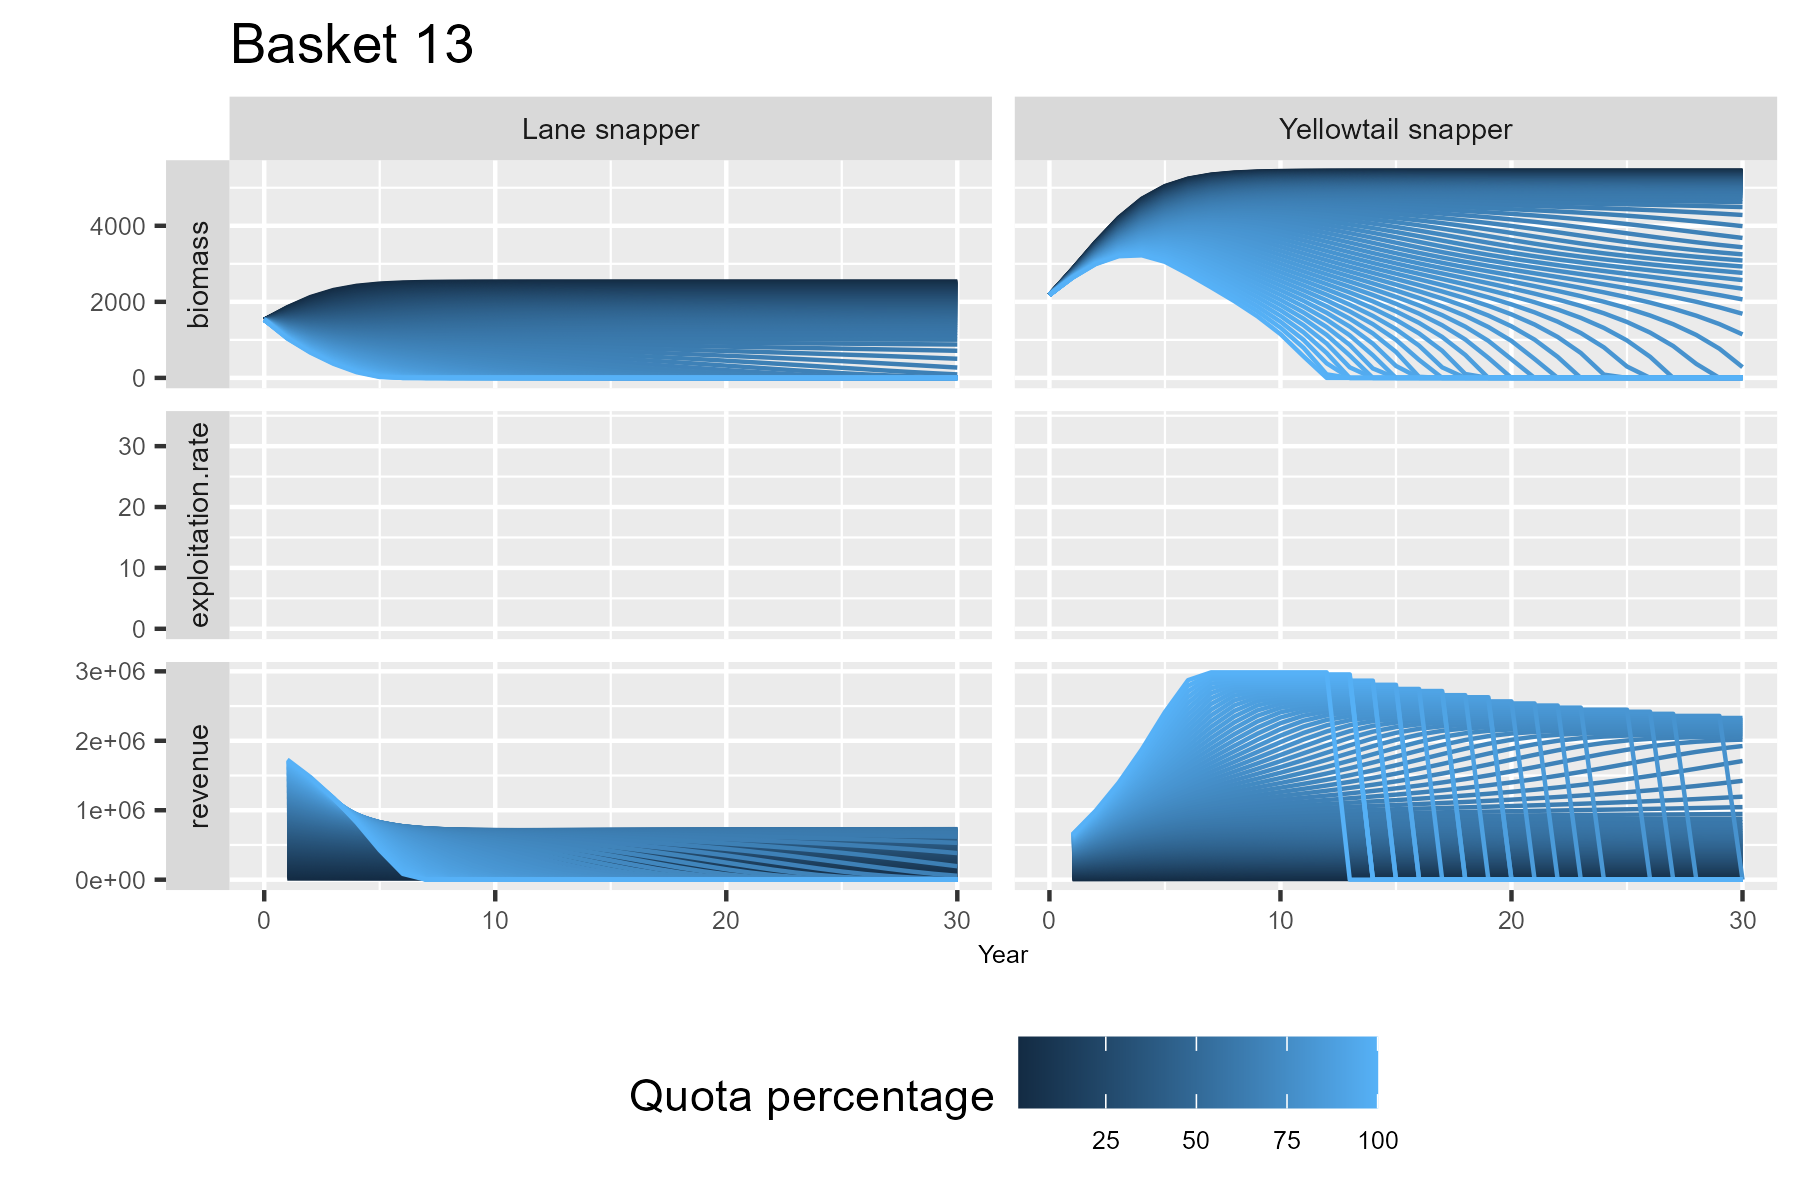 Basket 13
Lane snapper
Yellowtail snapper
biomass
4000
2000
0
exploitation.rate
30
20
10
0
revenue
3e+06
2e+06
1e+06
0e+00
0 10 20 30
0 10 20 30
Year
Quota percentage
25 50 75 100